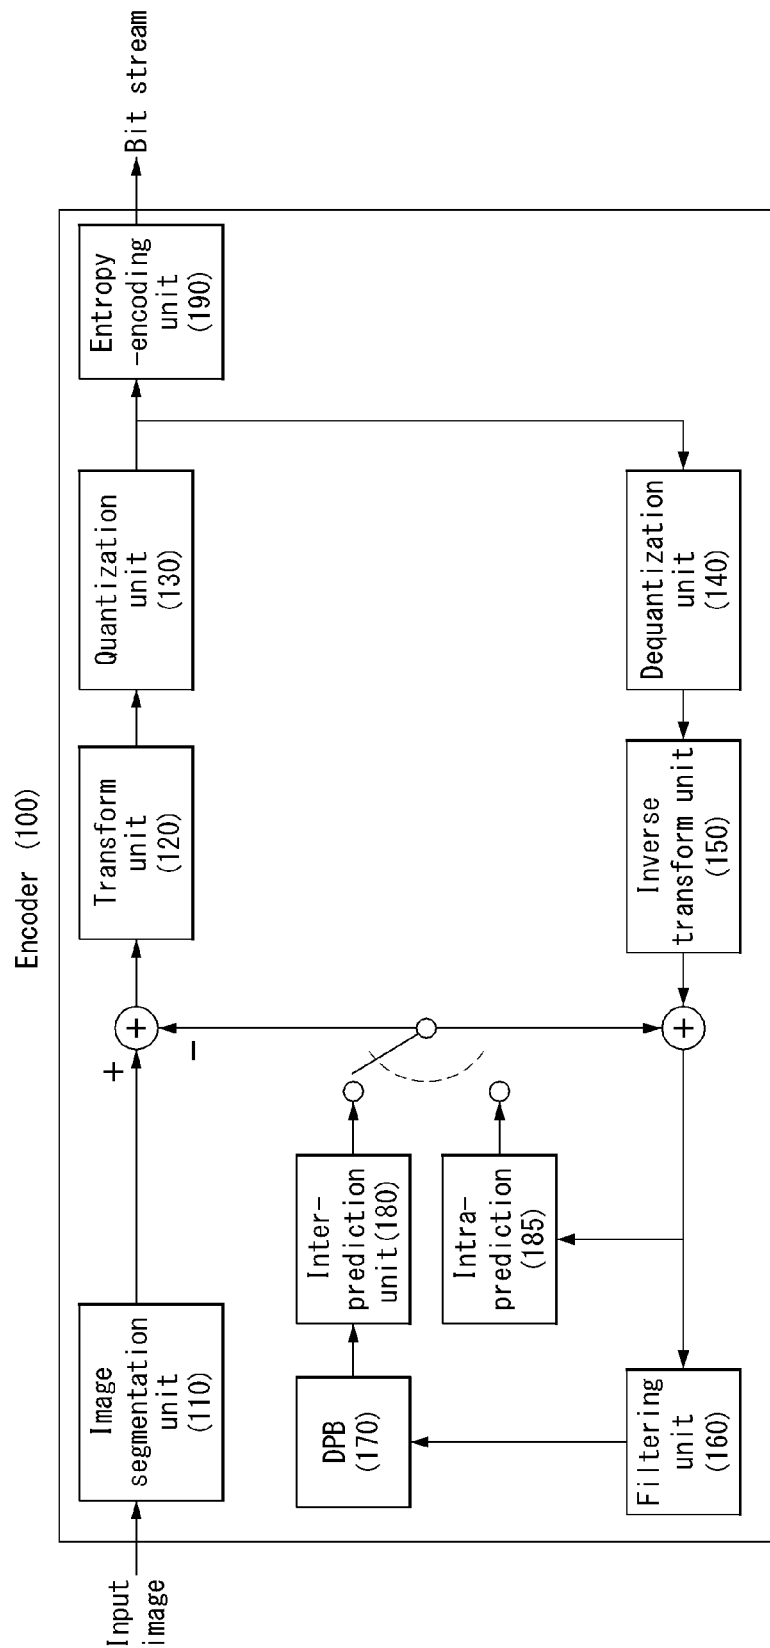 Encoder (100)
Input
image
Image
segmentation
unit
(110)
+
−
+
Transform
unit
(120)
Quantization
unit
(130)
Entropy
-encoding
unit
(190)
Bit stream
DPB
(170)
Inter-
prediction
unit(180)
Intra-
prediction
(185)
Filtering
unit
(160)
+
Inverse
transform unit
(150)
Dequantization
unit
(140)